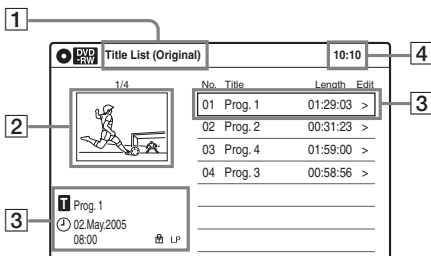 1
DVD -RW Title List (Original) 10:10 4
1/4 No. Title Length Edit
01 Prog. 1 01:29:03 > 3
2
02 Prog. 2 00:31:23 >
03 Prog. 4 01:59:00 >
04 Prog. 3 00:58:56 >
T Prog. 1
3 02.May.2005
08:00 LP